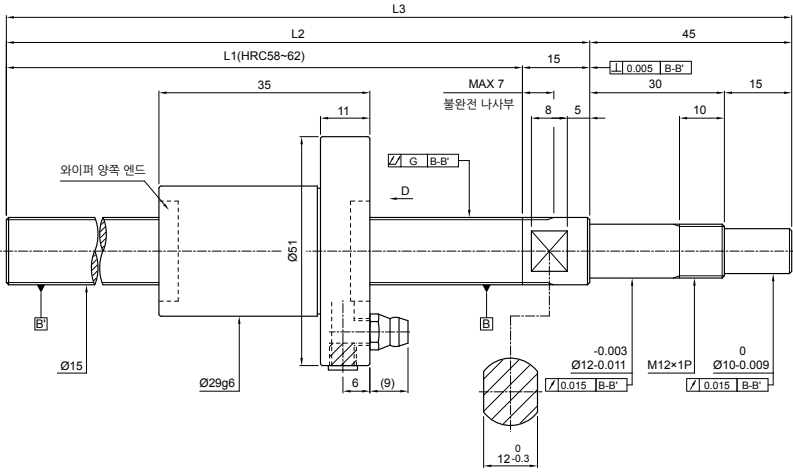 L3
L2
45
L1(HRC58~62)
15
⊥ 0.005 B-B'
35
MAX 7
30
15
불완전 나사부
11
8
5
10
와이퍼 양쪽 엔드
⌰ G B-B'
D
Ø51
B'
B
Ø15
Ø29g6
6
(9)
-0.003
Ø12-0.011
M12×1P
0
Ø10-0.009
↗ 0.015 B-B'
↗ 0.015 B-B'
0
12-0.3